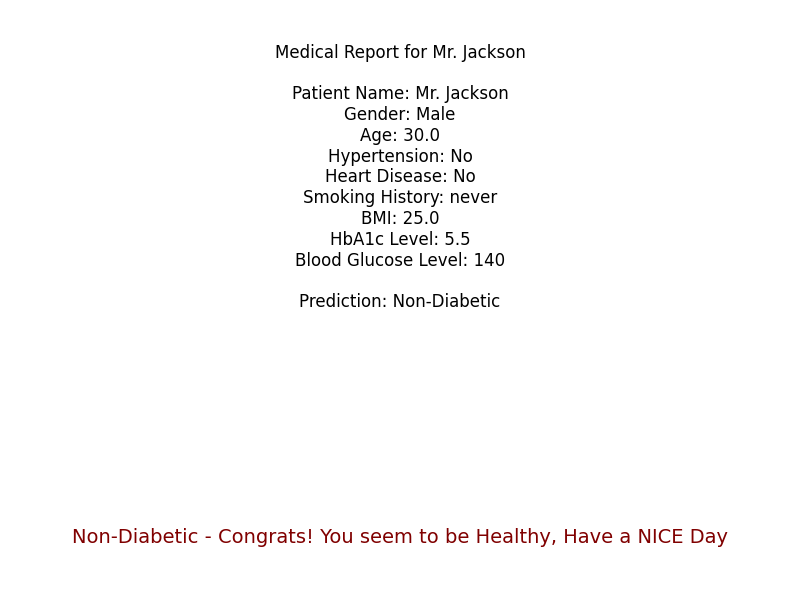 Medical Report for Mr. Jackson
Patient Name: Mr. Jackson
Gender: Male
Age: 30.0
Hypertension: No
Heart Disease: No
Smoking History: never
BMI: 25.0
HbA1c Level: 5.5
Blood Glucose Level: 140
Prediction: Non-Diabetic
Non-Diabetic - Congrats! You seem to be Healthy, Have a NICE Day